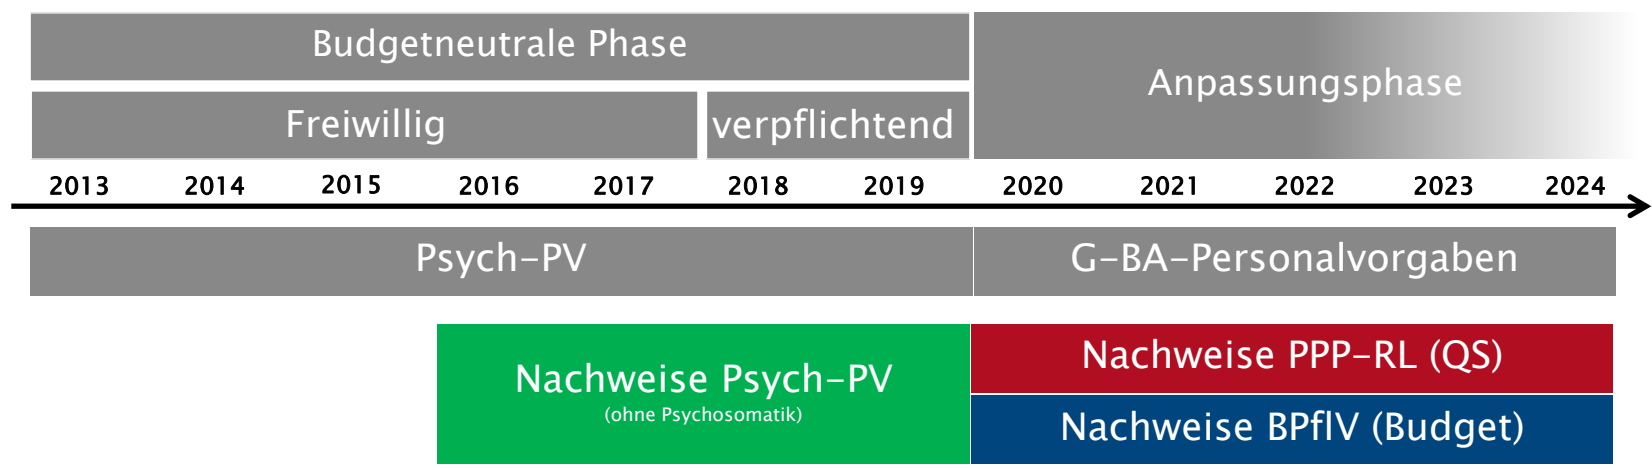 Budgetneutrale Phase
Anpassungsphase
Freiwillig
verpflichtend
2013 2014 2015 2016 2017 2018 2019 2020 2021 2022 2023 2024
Psych-PV
G-BA-Personalvorgaben
Nachweise Psych-PV
(ohne Psychosomatik)
Nachweise PPP-RL (QS)
Nachweise BPflV (Budget)